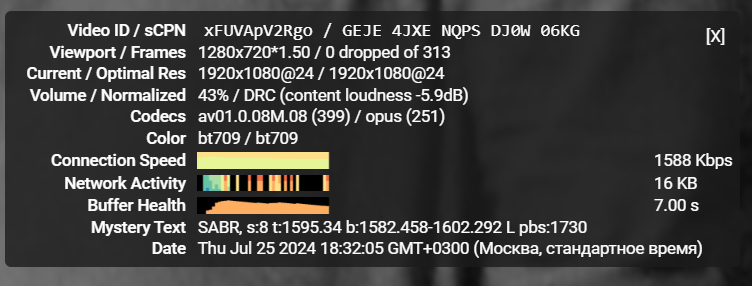 Video ID / sCPN xFUVApV2Rgo / GEJE 4JXE NQPS DJ0W 06KG
[X]
Viewport / Frames 1280x720*1.50 / 0 dropped of 313
Current / Optimal Res 1920x1080@24 / 1920x1080@24
Volume / Normalized 43% / DRC (content loudness -5.9dB)
Codecs av01.0.08M.08 (399) / opus (251)
Color bt709 / bt709
Connection Speed 1588 Kbps
Network Activity 16 KB
Buffer Health 7.00 s
Mystery Text SABR, s:8 t:1595.34 b:1582.458-1602.292 L pbs:1730
Date Thu Jul 25 2024 18:32:05 GMT+0300 (Москва, стандартное время)